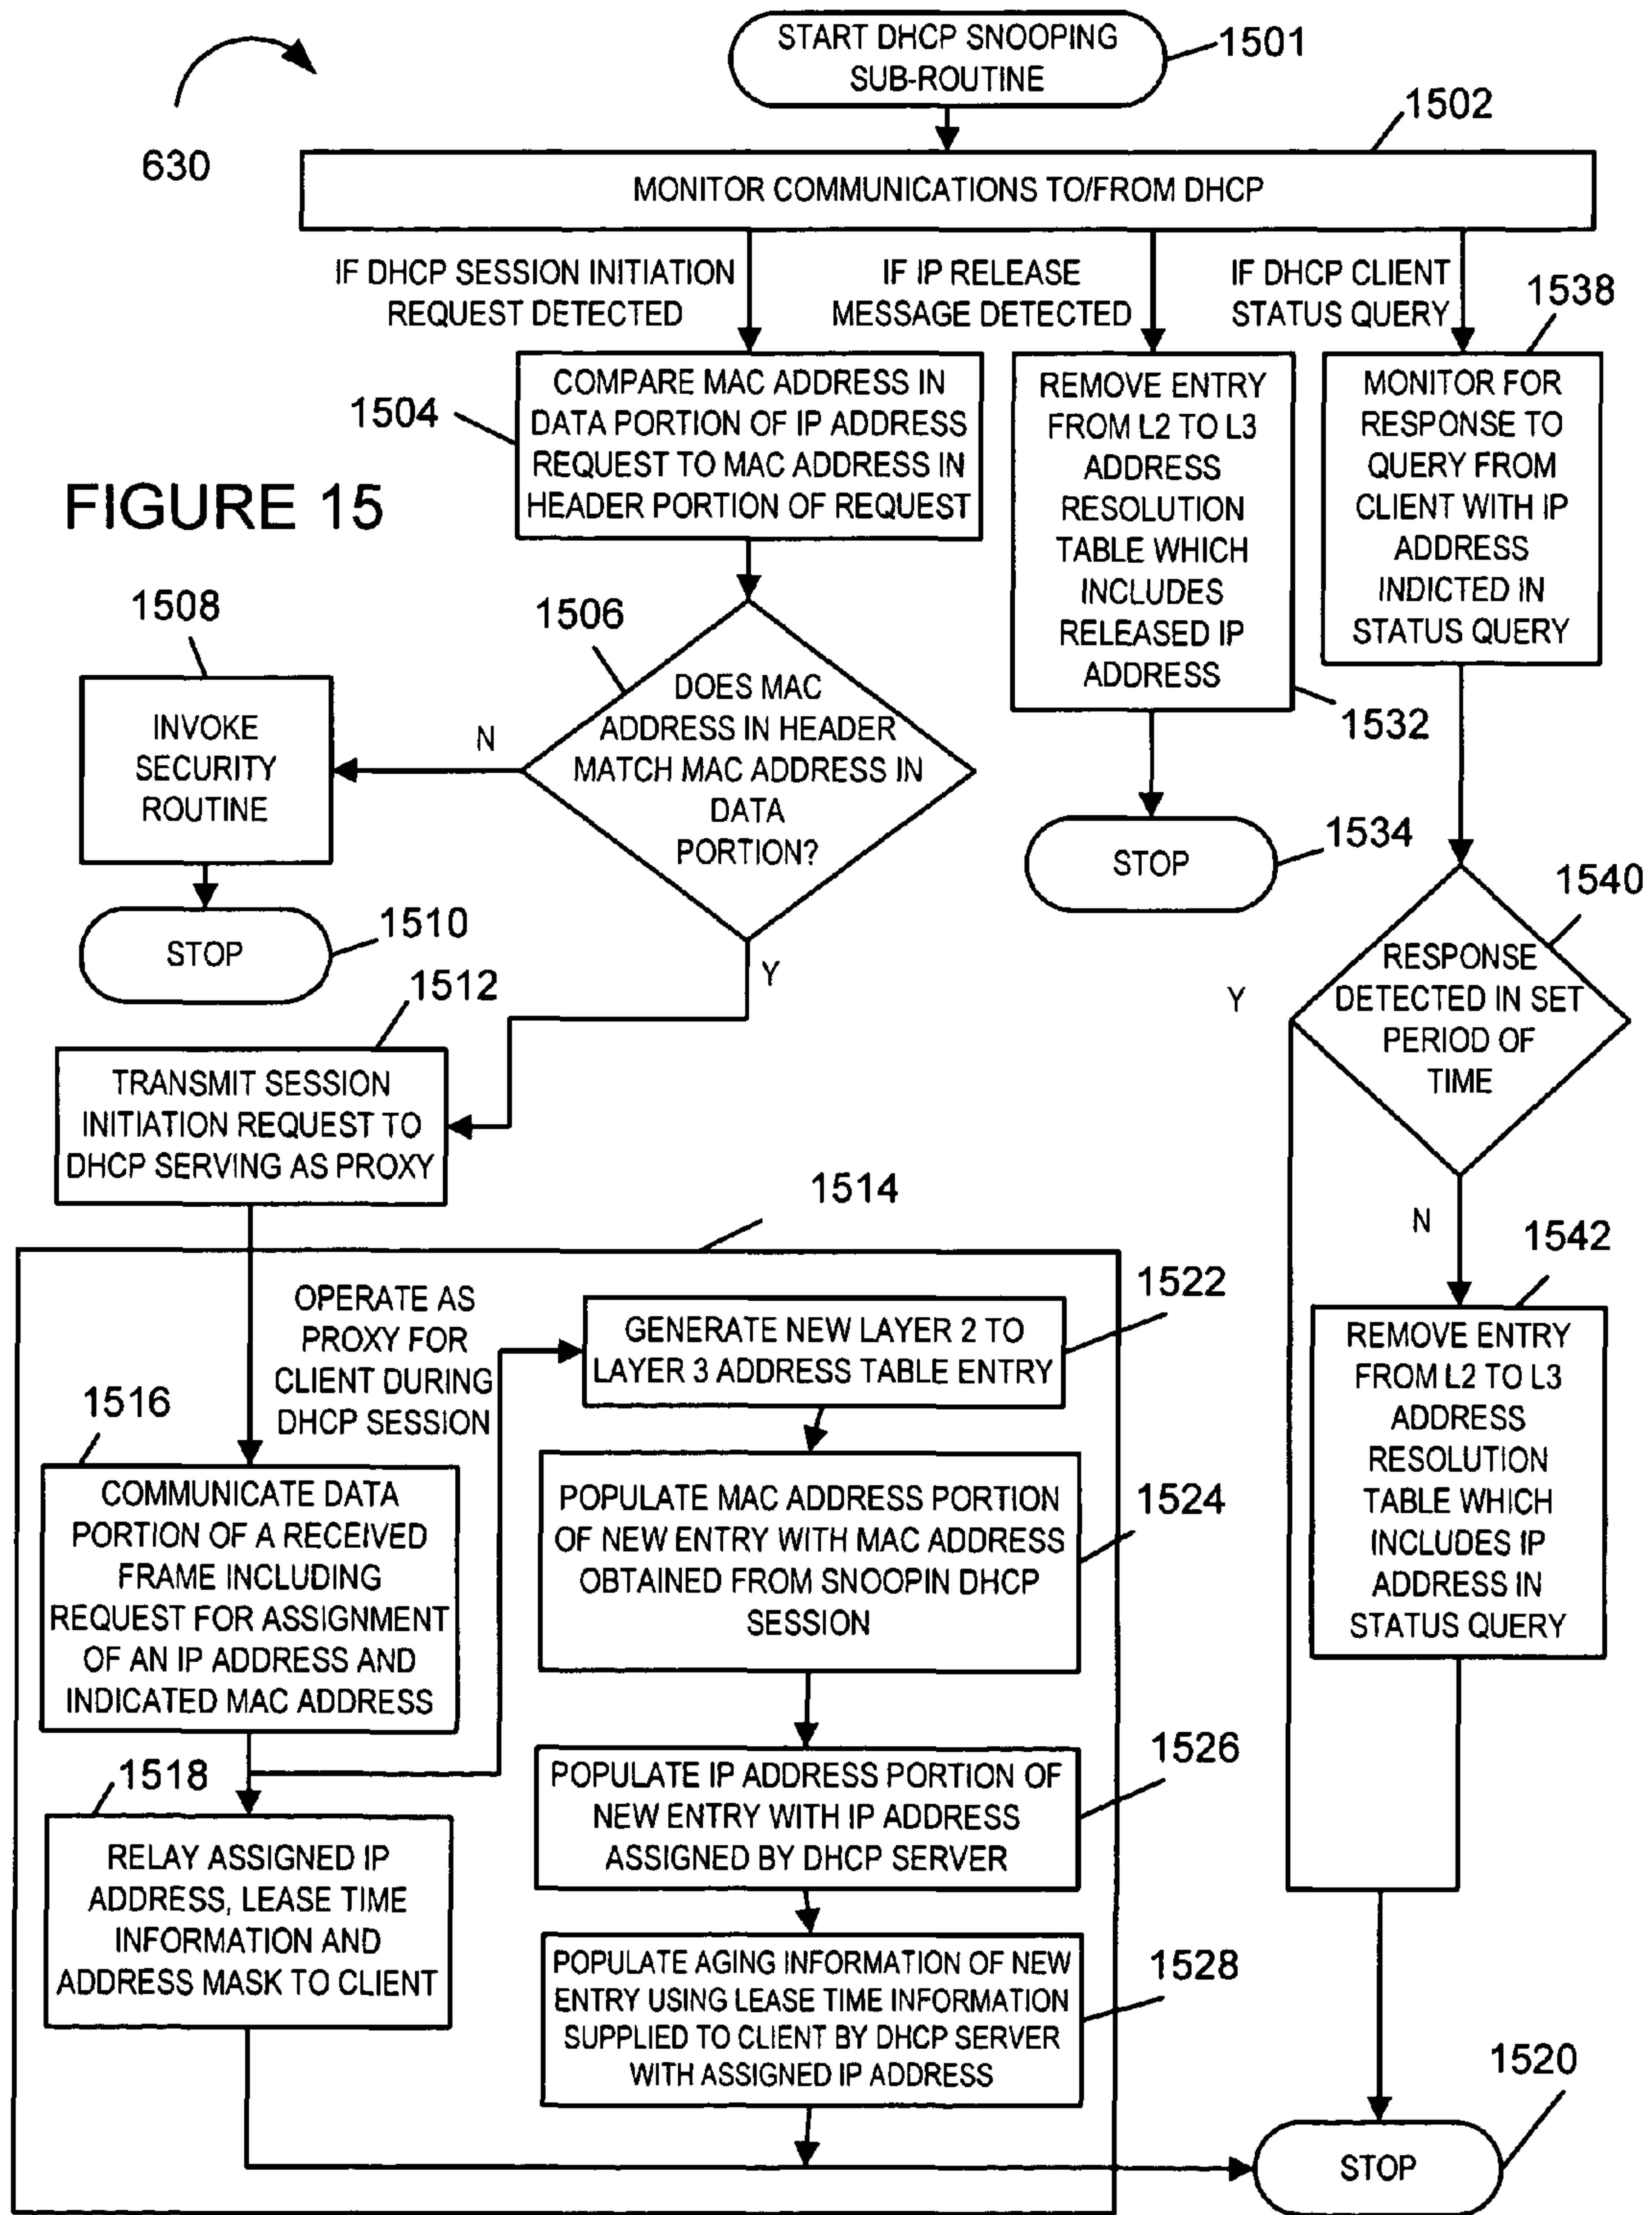 START DHCP SNOOPING
SUB-ROUTINE
1501
1502
630
MONITOR COMMUNICATIONS TO/FROM DHCP
IF DHCP SESSION INITIATION
REQUEST DETECTED
IF IP RELEASE
MESSAGE DETECTED
IF DHCP CLIENT
STATUS QUERY
1538
1504
COMPARE MAC ADDRESS IN
DATA PORTION OF IP ADDRESS
REQUEST TO MAC ADDRESS IN
HEADER PORTION OF REQUEST
REMOVE ENTRY
FROM L2 TO L3
ADDRESS
RESOLUTION
TABLE WHICH
INCLUDES
RELEASED IP
ADDRESS
MONITOR FOR
RESPONSE TO
QUERY FROM
CLIENT WITH IP
ADDRESS
INDICTED IN
STATUS QUERY
FIGURE 15
1508
1506
1532
INVOKE
SECURITY
ROUTINE
N
DOES MAC
ADDRESS IN HEADER
MATCH MAC ADDRESS IN
DATA
PORTION?
STOP
1534
1540
STOP
1510
Y
1512
Y
RESPONSE
DETECTED IN SET
PERIOD OF
TIME
TRANSMIT SESSION
INITIATION REQUEST TO
DHCP SERVING AS PROXY
1514
N
1542
OPERATE AS
PROXY FOR
CLIENT DURING
DHCP SESSION
1522
GENERATE NEW LAYER 2 TO
LAYER 3 ADDRESS TABLE ENTRY
REMOVE ENTRY
FROM L2 TO L3
ADDRESS
RESOLUTION
TABLE WHICH
INCLUDES IP
ADDRESS IN
STATUS QUERY
1516
COMMUNICATE DATA
PORTION OF A RECEIVED
FRAME INCLUDING
REQUEST FOR ASSIGNMENT
OF AN IP ADDRESS AND
INDICATED MAC ADDRESS
POPULATE MAC ADDRESS PORTION
OF NEW ENTRY WITH MAC ADDRESS
OBTAINED FROM SNOOPIN DHCP
SESSION
1524
1518
RELAY ASSIGNED IP
ADDRESS, LEASE TIME
INFORMATION AND
ADDRESS MASK TO CLIENT
POPULATE IP ADDRESS PORTION OF
NEW ENTRY WITH IP ADDRESS
ASSIGNED BY DHCP SERVER
1526
POPULATE AGING INFORMATION OF NEW
ENTRY USING LEASE TIME INFORMATION
SUPPLIED TO CLIENT BY DHCP SERVER
WITH ASSIGNED IP ADDRESS
1528
1520
STOP